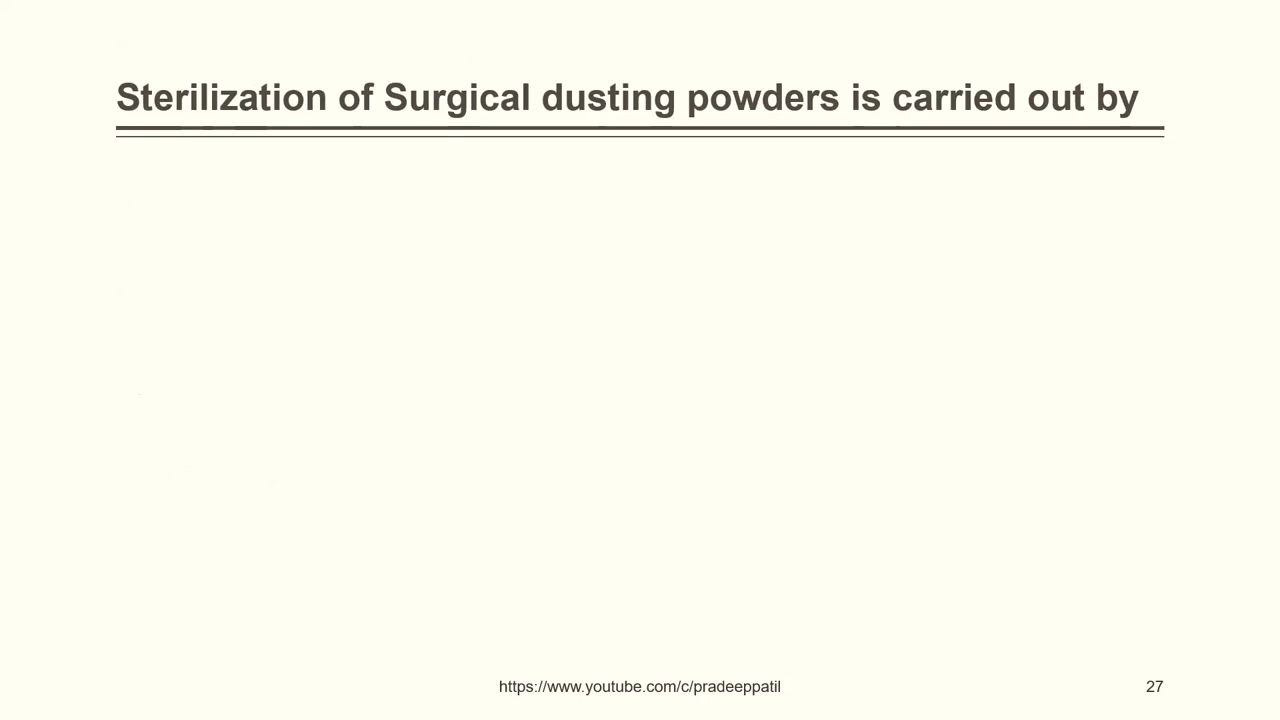 Sterilization of Surgical dusting powders is carried out by
https://www.youtube.com/c/pradeeppatil
27